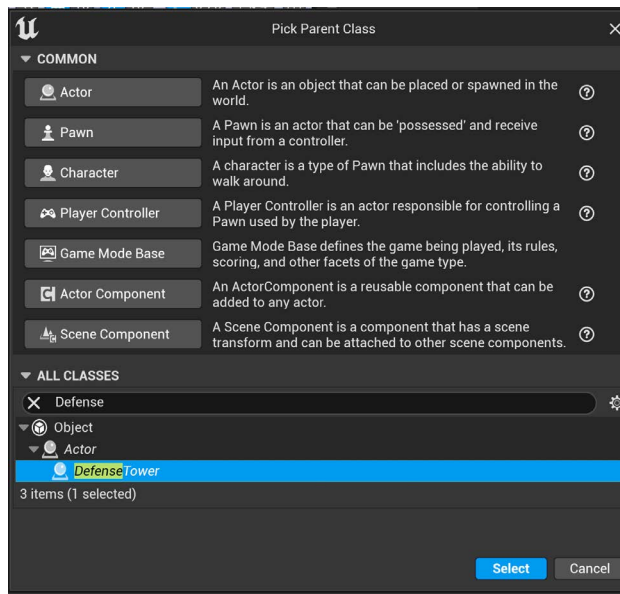 Pick Parent Class
COMMON
Actor
An Actor is an object that can be placed or spawned in the
world.
Pawn
A Pawn is an actor that can be 'possessed' and receive
input from a controller.
Character
A character is a type of Pawn that includes the ability to
walk around.
Player Controller
A Player Controller is an actor responsible for controlling a
Pawn used by the player.
Game Mode Base
Game Mode Base defines the game being played, its rules,
scoring, and other facets of the game type.
Actor Component
An ActorComponent is a reusable component that can be
added to any actor.
Scene Component
A Scene Component is a component that has a scene
transform and can be attached to other scene components.
ALL CLASSES
Defense
Object
Actor
DefenseTower
3 items (1 selected)
Select
Cancel